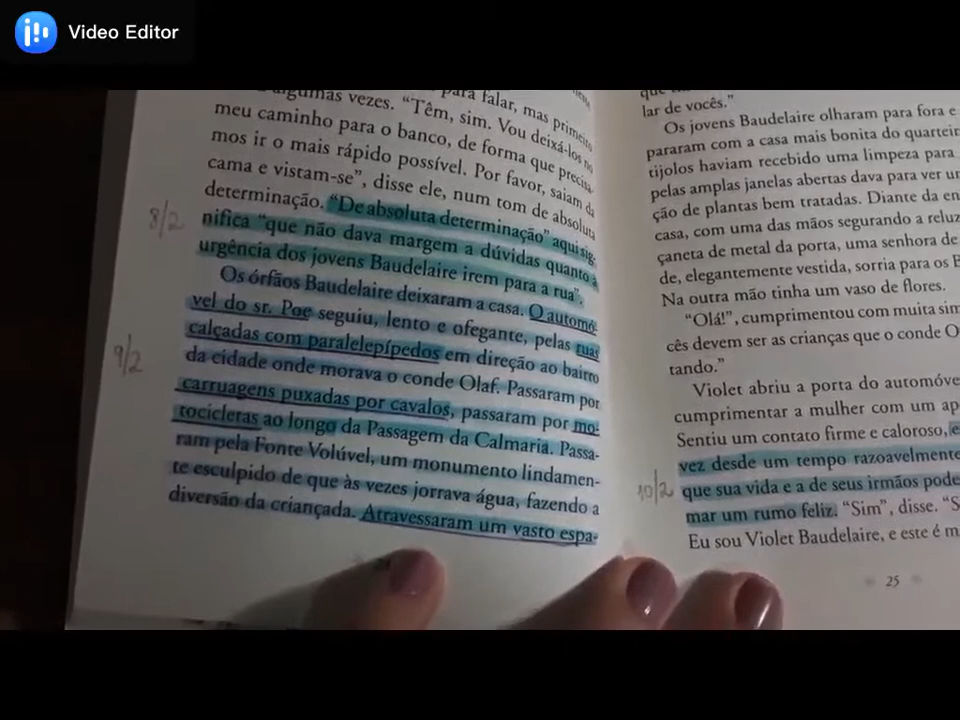 Video Editor
algumas vezes. “Têm, sim. Vou deixá-los no
para falar, mas primeiro
meu caminho para o banco, de forma que precisa-
mos ir o mais rápido possível. Por favor, saiam da
cama e vistam-se”, disse ele, num tom de absoluta
determinação. “De absoluta determinação” aqui sig-
nifica “que não dava margem a dúvidas quanto à
urgência dos jovens Baudelaire irem para a rua”.
Os órfãos Baudelaire deixaram a casa. O automó-
vel do sr. Poe seguiu, lento e ofegante, pelas ruas
calçadas com paralelepípedos em direção ao bairro
da cidade onde morava o conde Olaf. Passaram por
carruagens puxadas por cavalos, passaram por mo-
tocicletas ao longo da Passagem da Calmaria. Passa-
ram pela Fonte Volúvel, um monumento lindamen-
te esculpido de que às vezes jorrava água, fazendo a
diversão da criançada. Atravessaram um vasto espa-
8/2
9/2
lar de vocês.”
Os jovens Baudelaire olharam para fora e
pararam com a casa mais bonita do quartei
tijolos haviam recebido uma limpeza para
pelas amplas janelas abertas dava para ver
ção de plantas bem tratadas. Diante da en
casa, com uma das mãos segurando a reluz
çaneta de metal da porta, uma senhora de
de, elegantemente vestida, sorria para os B
Na outra mão tinha um vaso de flores.
“Olá!”, cumprimentou com muita sim
cês devem ser as crianças que o conde O
tando.”
Violet abriu a porta do automóve
cumprimentar a mulher com um ap
Sentiu um contato firme e caloroso, e
vez desde um tempo razoavelmente
que sua vida e a de seus irmãos pode
mar um rumo feliz. “Sim”, disse. “S
Eu sou Violet Baudelaire, e este é m
10/2
25